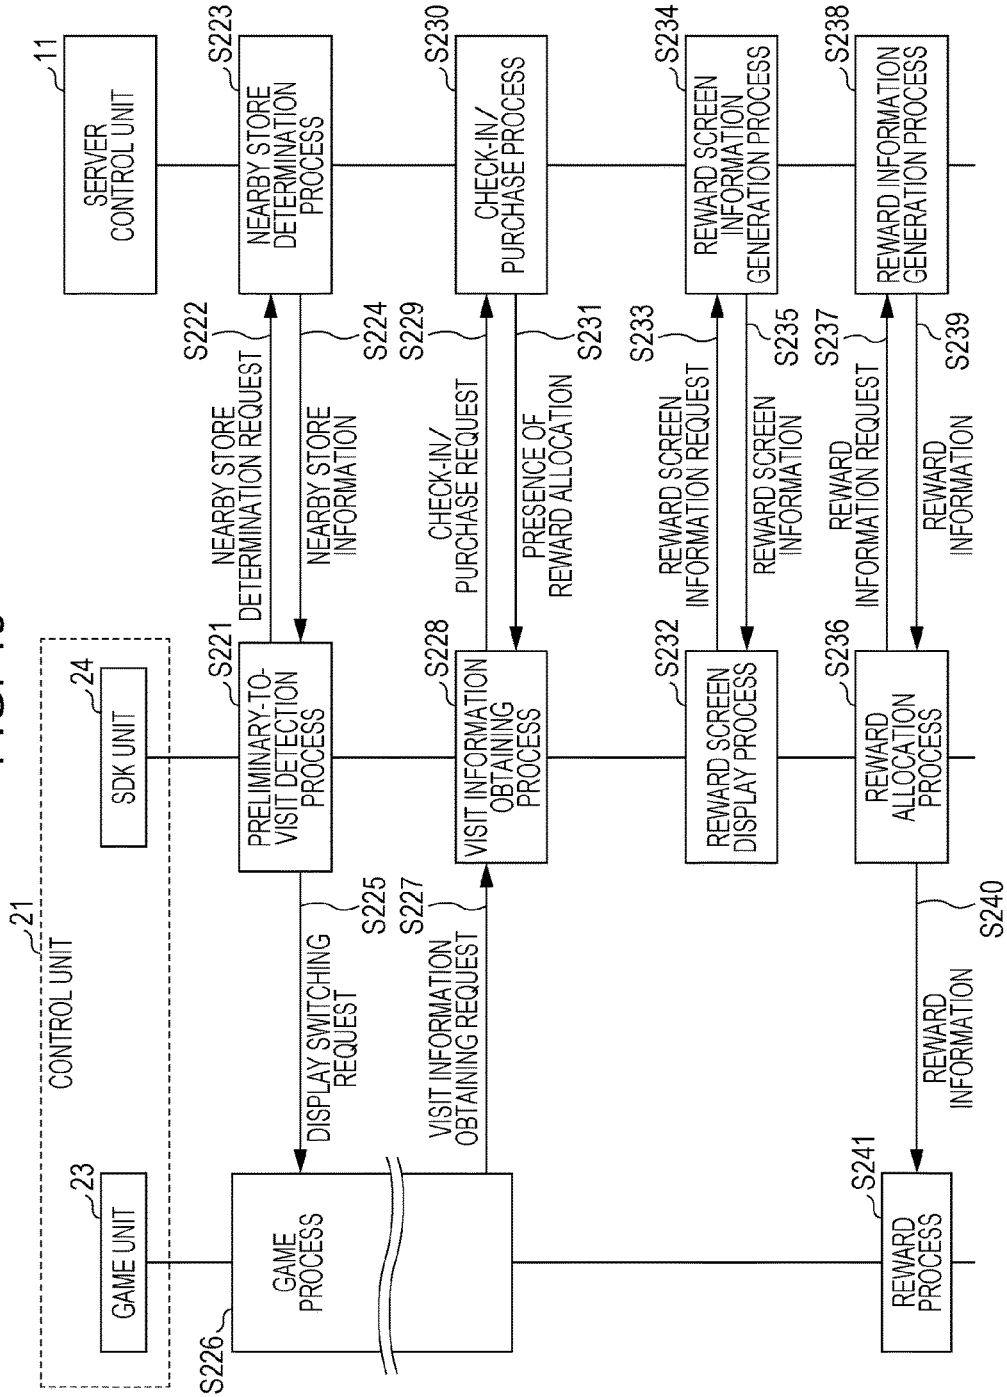 21
CONTROL UNIT
23
GAME UNIT
24
SDK UNIT
11
SERVER
CONTROL UNIT
S226
GAME
PROCESS
S221
PRELIMINARY-TO-
VISIT DETECTION
PROCESS
NEARBY STORE
DETERMINATION REQUEST
S222
S223
NEARBY STORE
DETERMINATION
PROCESS
NEARBY STORE
INFORMATION
S224
DISPLAY SWITCHING
REQUEST
S225
VISIT INFORMATION
OBTAINING REQUEST
S227
S228
VISIT INFORMATION
OBTAINING
PROCESS
CHECK-IN/
PURCHASE REQUEST
S229
S230
CHECK-IN/
PURCHASE PROCESS
PRESENCE OF
REWARD ALLOCATION
S231
S232
REWARD SCREEN
DISPLAY PROCESS
REWARD SCREEN
INFORMATION REQUEST
S233
S234
REWARD SCREEN
INFORMATION
GENERATION PROCESS
REWARD SCREEN
INFORMATION
S235
S236
REWARD
ALLOCATION
PROCESS
REWARD
INFORMATION REQUEST
S237
S238
REWARD INFORMATION
GENERATION PROCESS
REWARD
INFORMATION
S239
REWARD
INFORMATION
S240
S241
REWARD
PROCESS